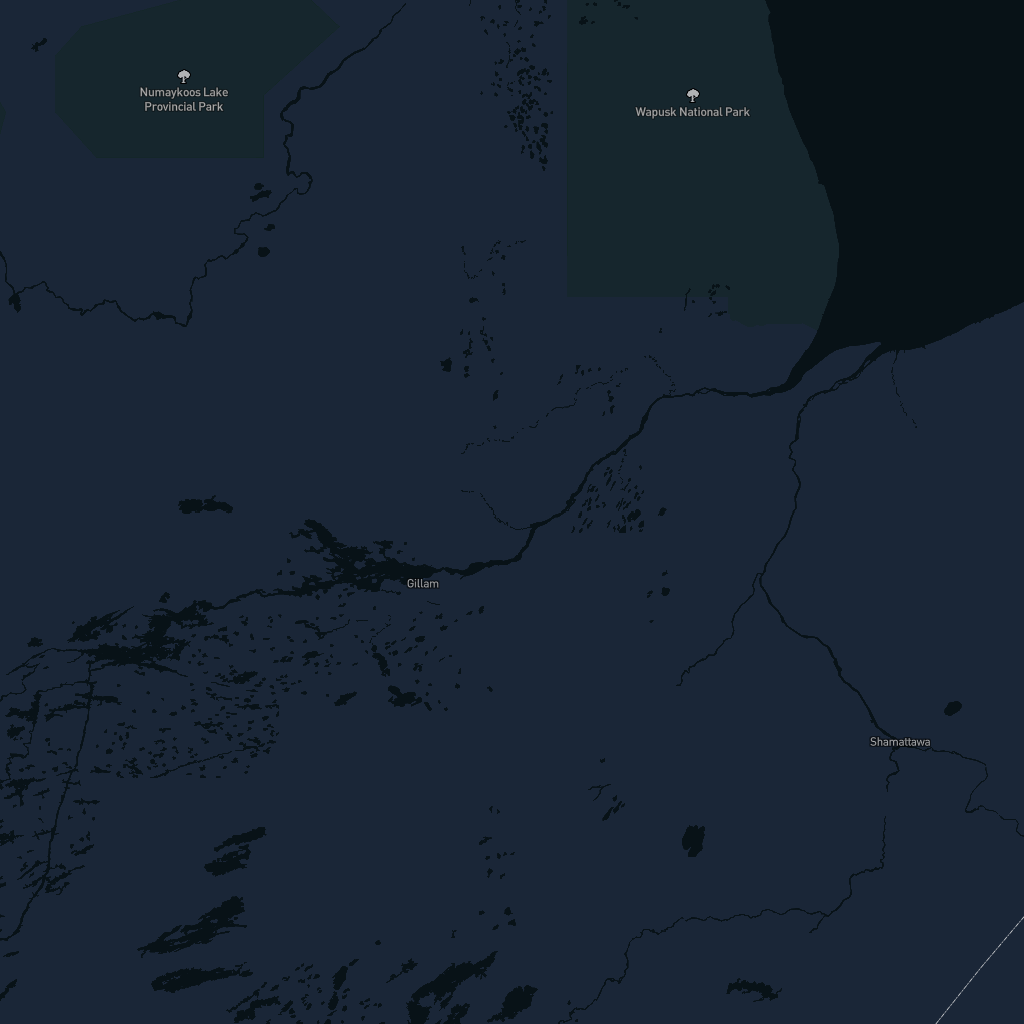 Numaykoos Lake
Provincial Park
Wapusk National Park
Gillam
Shamattawa